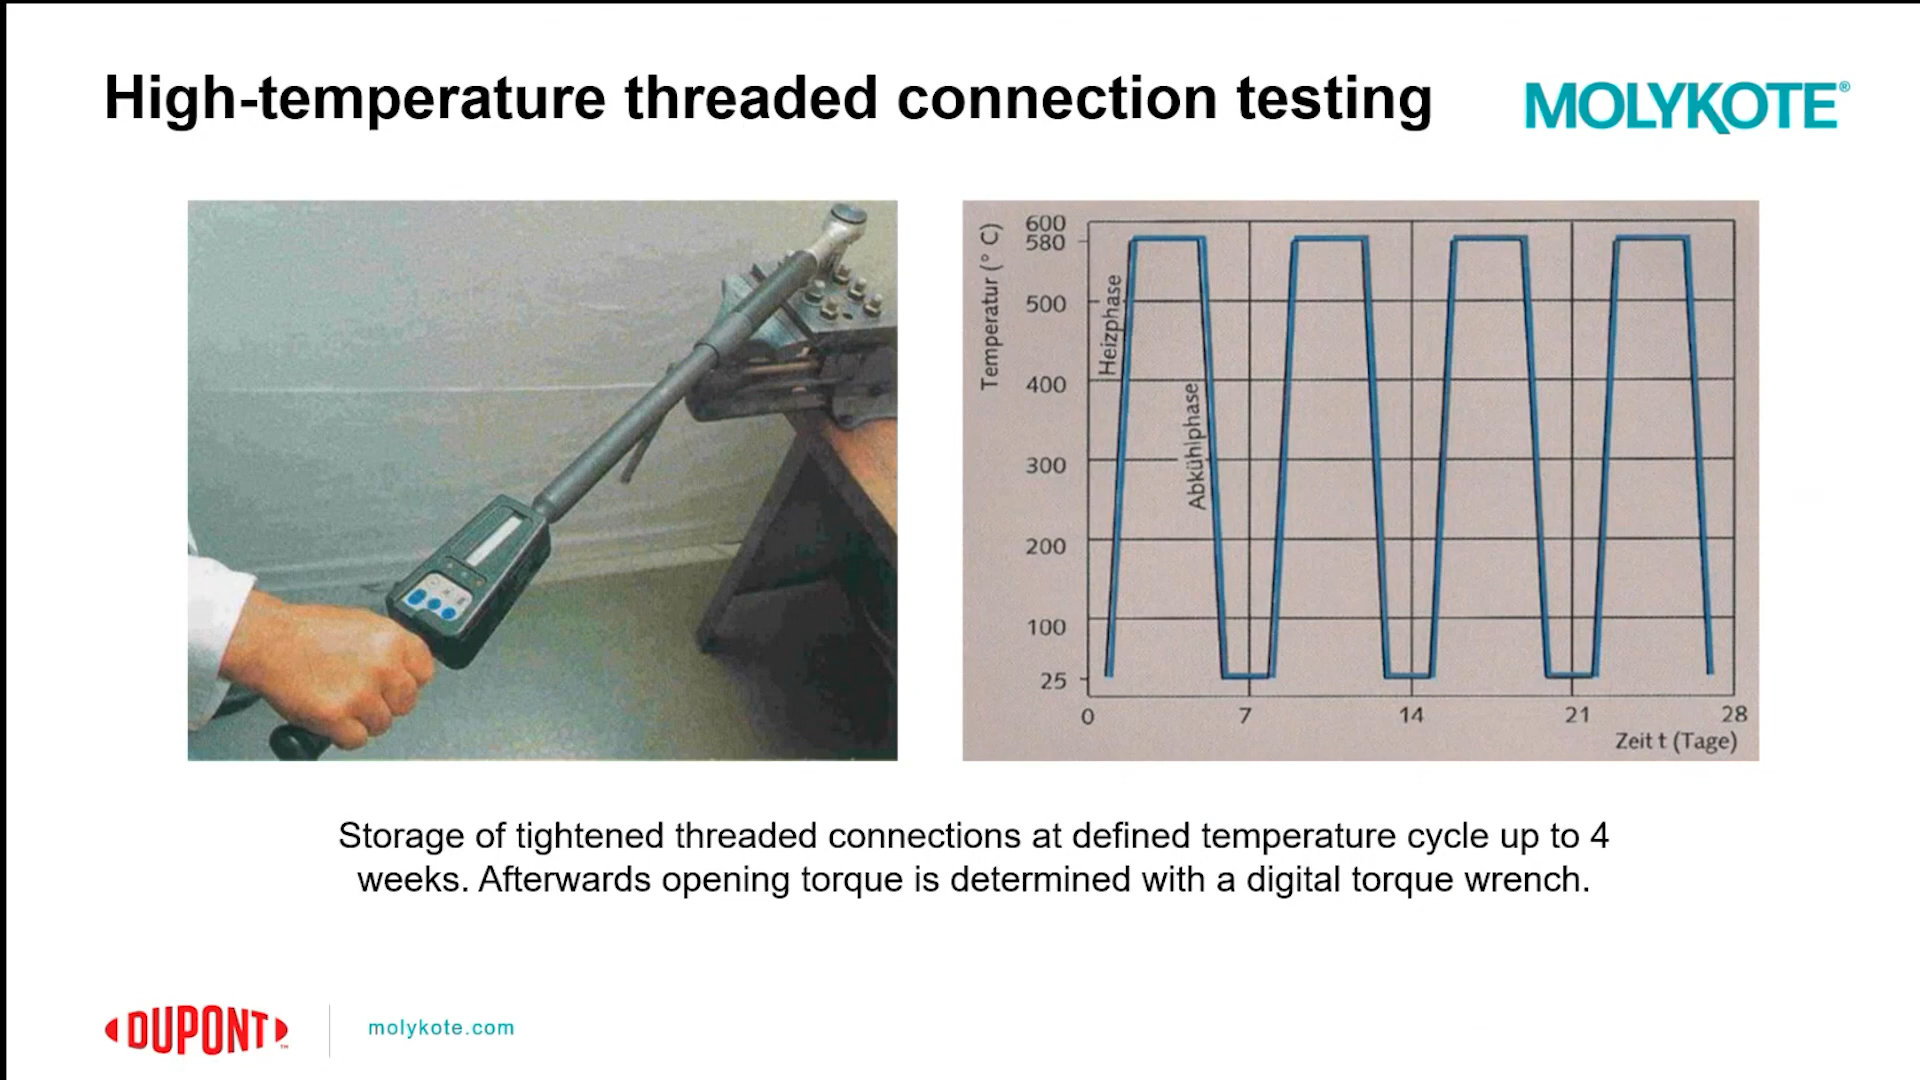 High-temperature threaded connection testing
MOLYKOTE®
Temperatur (° C)
600
580
500
400
300
200
100
25
Heizphase
Abkühlphase
0 7 14 21 28
Zeit t (Tage)
Storage of tightened threaded connections at defined temperature cycle up to 4
weeks. Afterwards opening torque is determined with a digital torque wrench.
DUPONT™
molykote.com